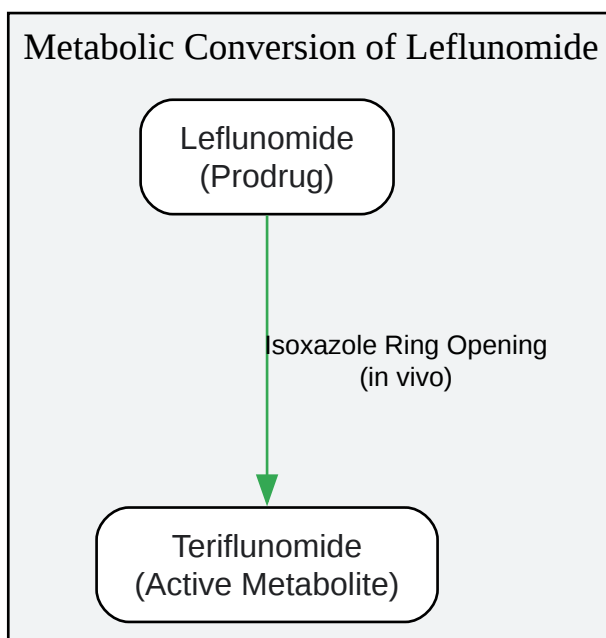 Metabolic Conversion of Leflunomide
Leflunomide
(Prodrug)
Isoxazole Ring Opening
(in vivo)
Teriflunomide
(Active Metabolite)